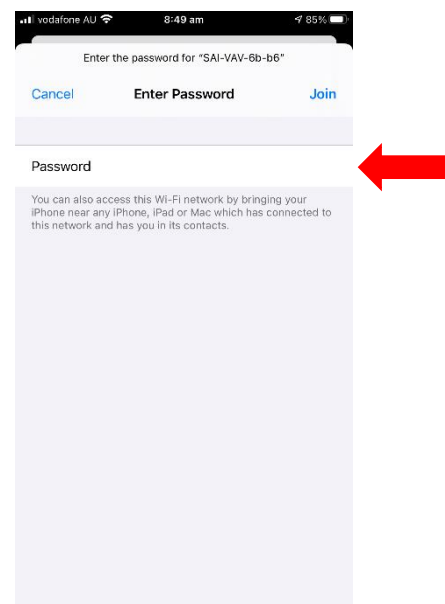 vodafone AU 8:49 am 85%
Enter the password for “SAI-VAV-6b-b6”
Cancel Enter Password Join
Password
You can also access this Wi-Fi network by bringing your
iPhone near any iPhone, iPad or Mac which has connected to
this network and has you in its contacts.